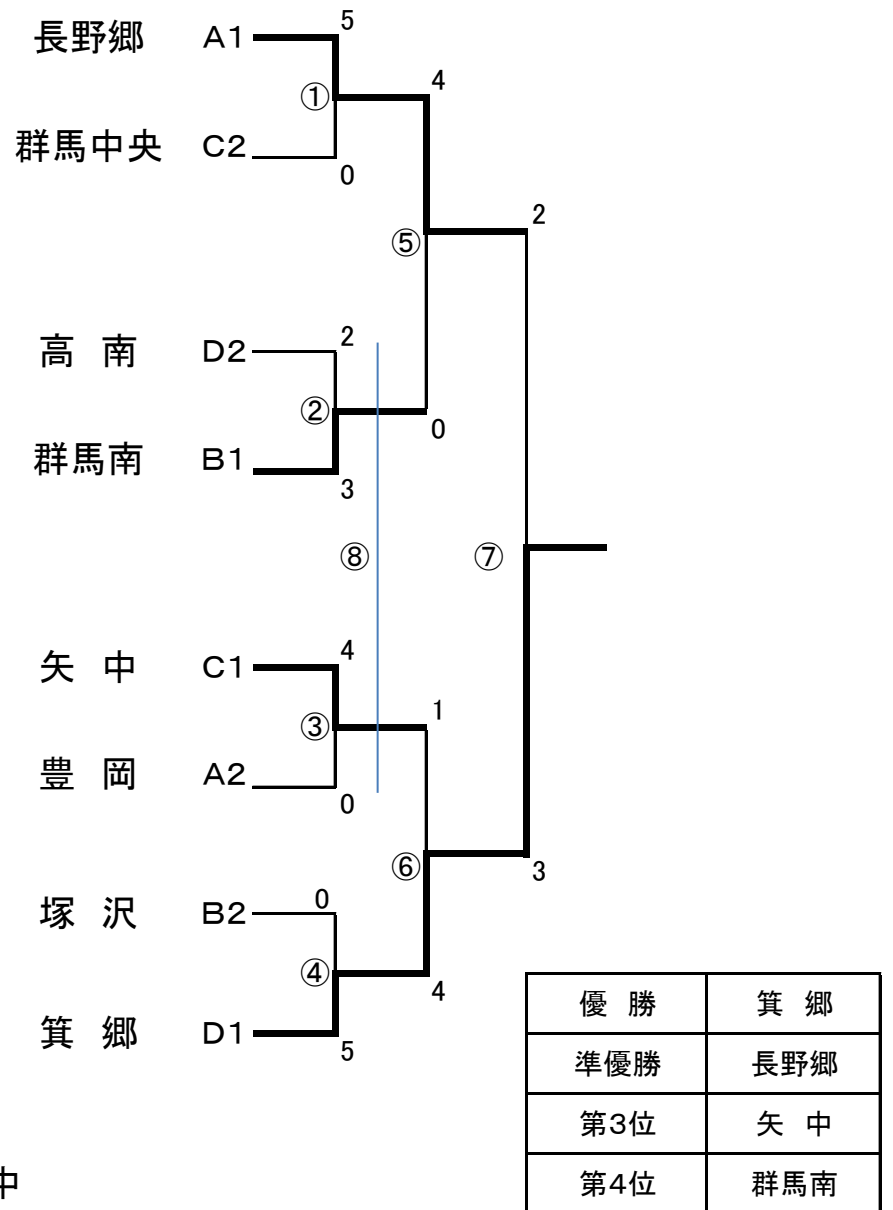 5
長野郷 A1
4
①
群馬中央 C2
0
2
⑤
高 南 D2 2
②
0
群馬南 B1
3
⑧ ⑦
矢 中 C1 4
1
③
豊 岡 A2
0
⑥
3
塚 沢 B2 0
④
4
箕 郷 D1
5
優 勝 箕 郷
準優勝 長野郷
第3位 矢 中
第4位 群馬南
中